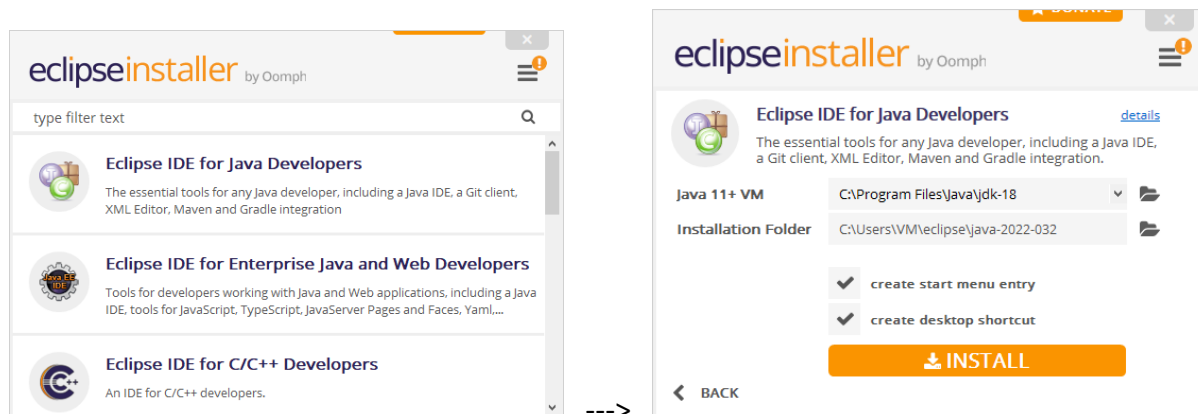 eclipseinstaller by Oomph
type filter text
Eclipse IDE for Java Developers
The essential tools for any Java developer, including a Java IDE, a Git client,
XML Editor, Maven and Gradle integration
Java EE
IDE
Eclipse IDE for Enterprise Java and Web Developers
Tools for developers working with Java and Web applications, including a Java
IDE, tools for JavaScript, TypeScript, JavaServer Pages and Faces, Yaml,...
C++
Eclipse IDE for C/C++ Developers
An IDE for C/C++ developers.
--->
DONATE
eclipseinstaller by Oomph
Eclipse IDE for Java Developers
details
The essential tools for any Java developer, including a Java IDE,
a Git client, XML Editor, Maven and Gradle integration.
Java 11+ VM C:\Program Files\Java\jdk-18
Installation Folder C:\Users\VM\eclipse\java-2022-032
create start menu entry
create desktop shortcut
INSTALL
BACK